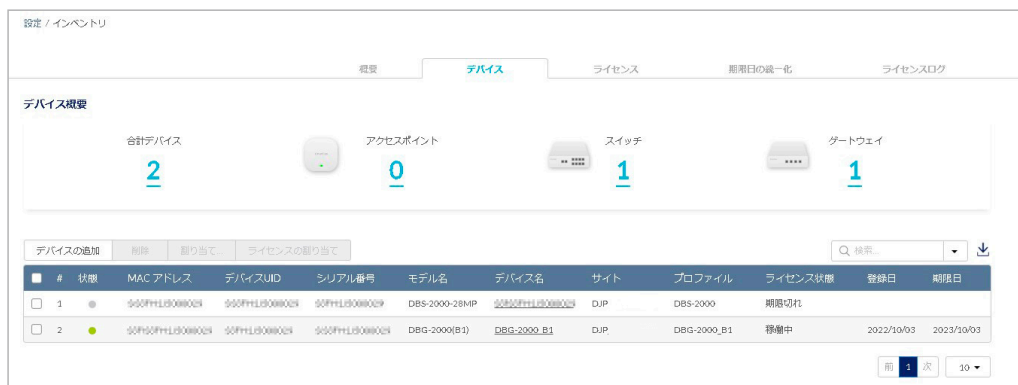 設定 / インベントリ
概要 デバイス ライセンス 期限日の統一化 ライセンスログ
デバイス概要
合計デバイス アクセスポイント スイッチ ゲートウェイ
2 0 1 1
デバイスの追加 削除 割り当て ライセンスの割り当て 検索...
# 状態 MAC アドレス デバイスUID シリアル番号 モデル名 デバイス名 サイト プロファイル ライセンス状態 登録日 期限日
1 DBS-2000-28MP DJP DBS-2000 期限切れ
2 DBG-2000(B1) DBG-2000_B1 DJP DBG-2000_B1 稼働中 2022/10/03 2023/10/03
前 1 次 10